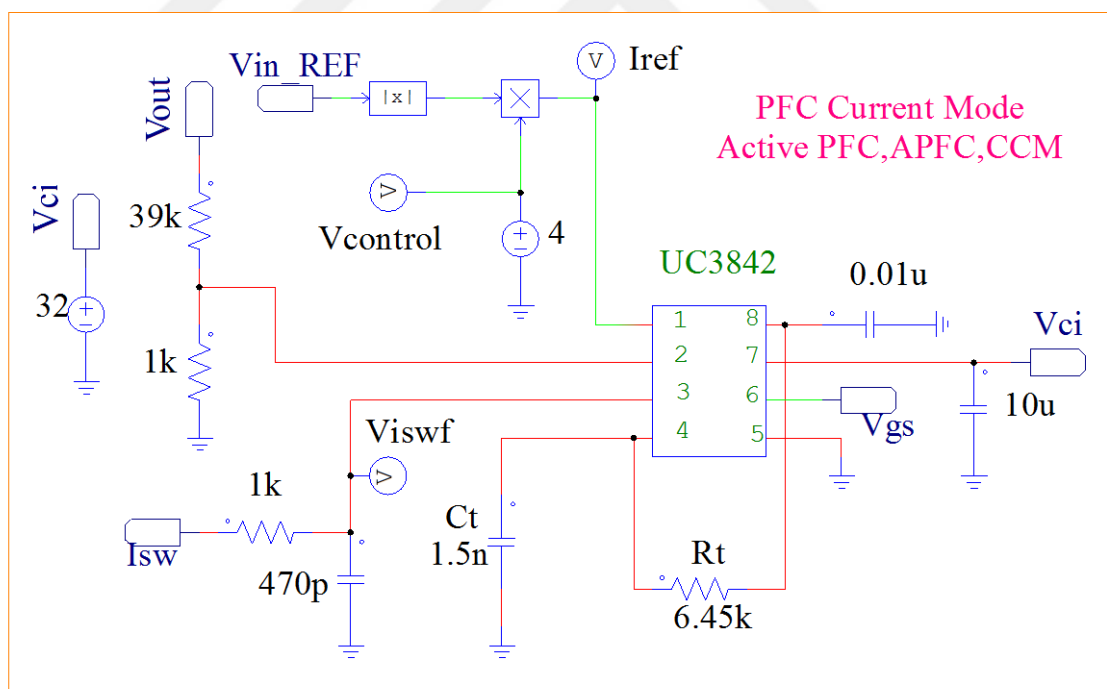 Vin_REF
|x|
V
Iref
PFC Current Mode
Active PFC,APFC,CCM
Vout
Vci
39k
V
Vcontrol
4
UC3842
0.01u
32
1k
1
2
3
4
8
7
6
5
Vci
Vgs
10u
Viswf
V
1k
Isw
470p
Ct
1.5n
Rt
6.45k